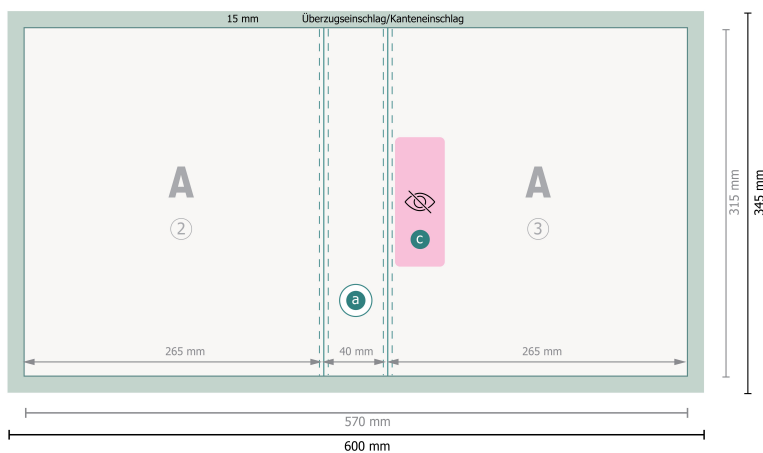 15 mm
Überzugseinschlag/Kanteneinschlag
A
A
2
3
c
a
265 mm
40 mm
265 mm
315 mm
345 mm
570 mm
600 mm